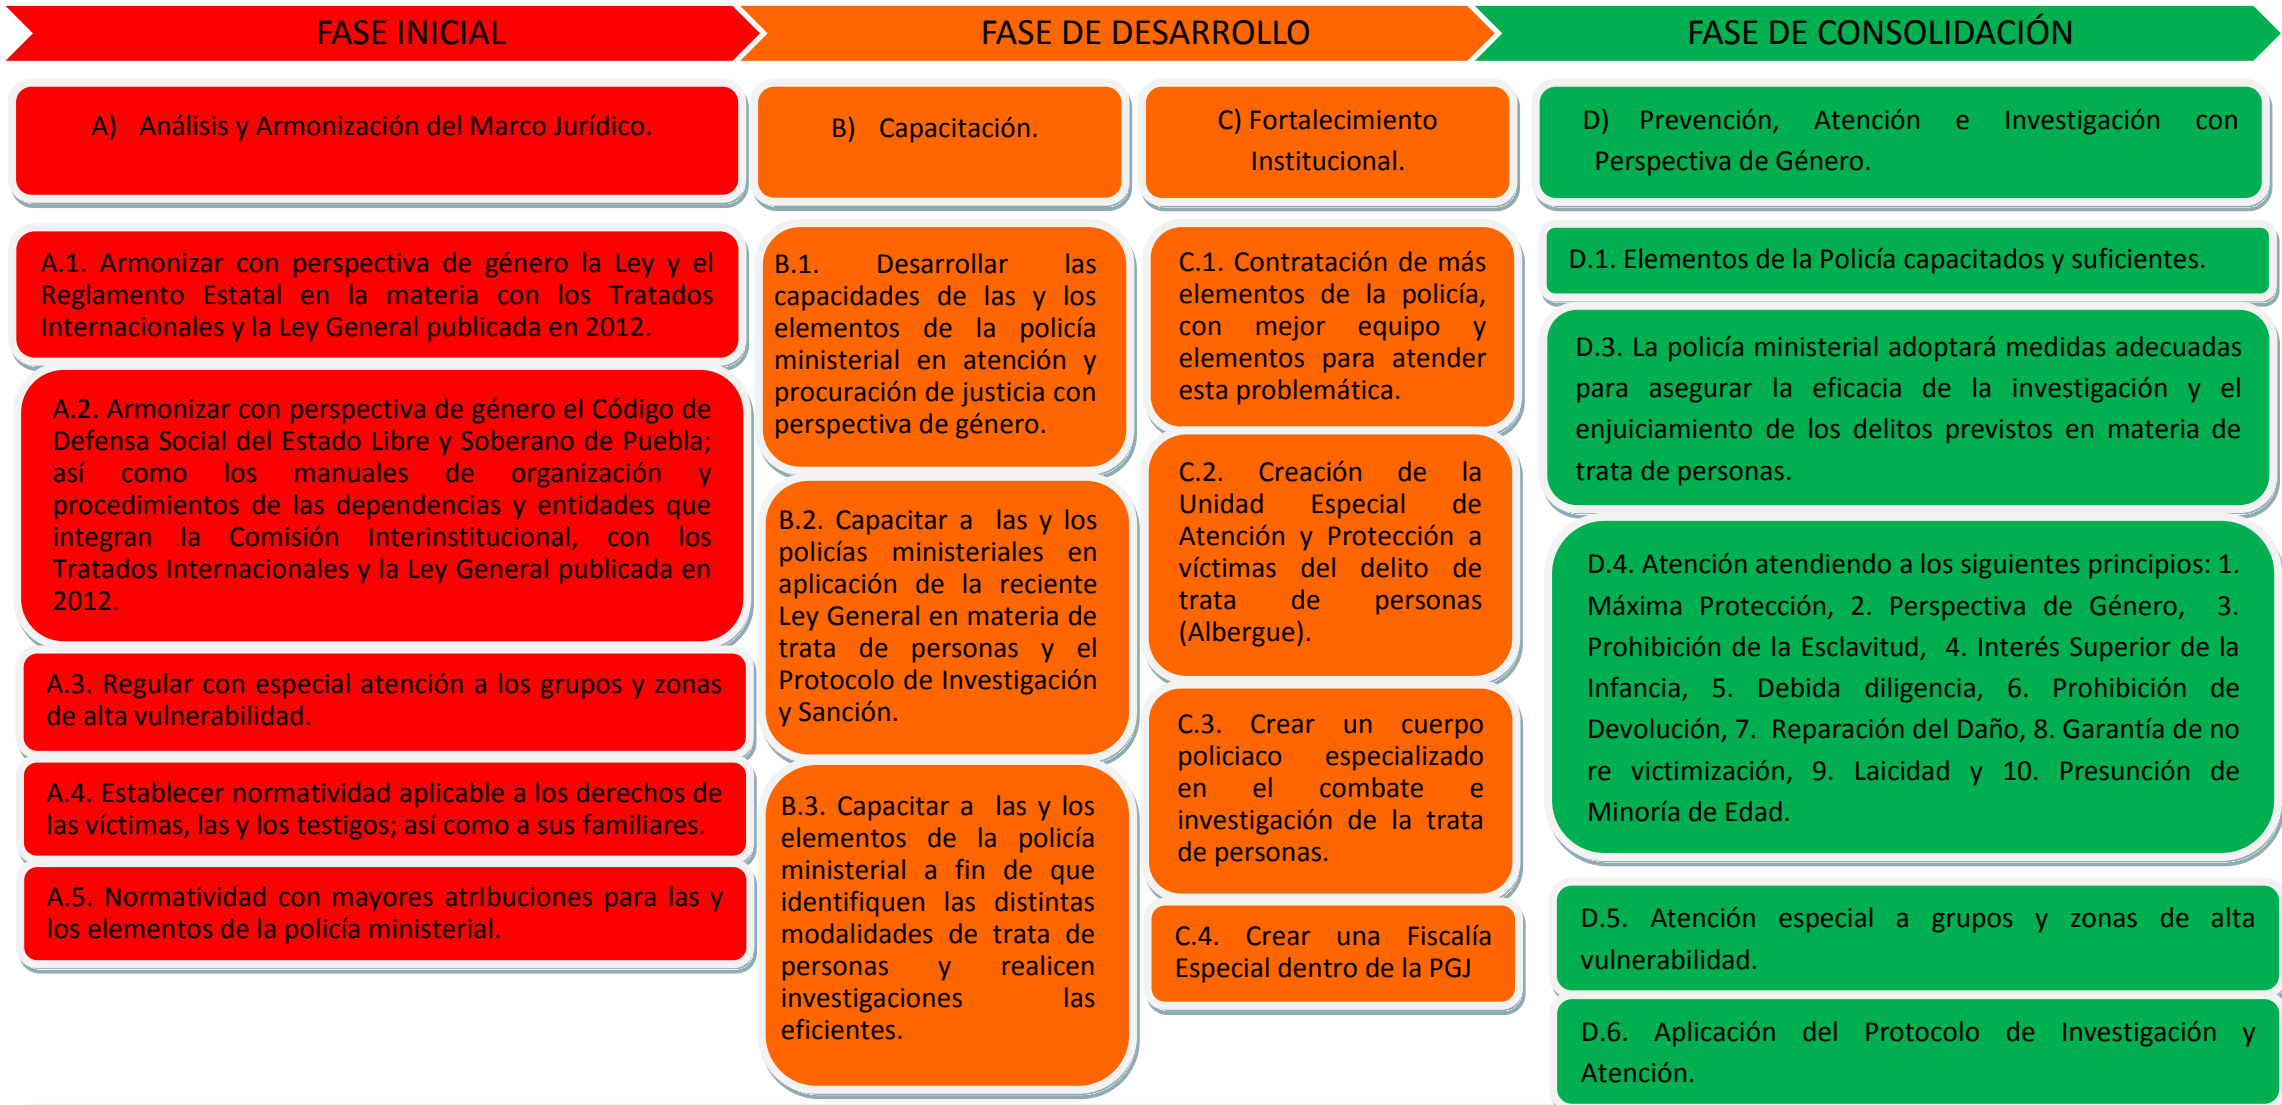 FASE INICIAL
FASE DE DESARROLLO
FASE DE CONSOLIDACIÓN
A) Análisis y Armonización del Marco Jurídico.
A.1. Armonizar con perspectiva de género la Ley y el
Reglamento Estatal en la materia con los Tratados
Internacionales y la Ley General publicada en 2012.
A.2. Armonizar con perspectiva de género el Código de
Defensa Social del Estado Libre y Soberano de Puebla;
así como los manuales de organización y
procedimientos de las dependencias y entidades que
integran la Comisión Interinstitucional, con los
Tratados Internacionales y la Ley General publicada en
2012.
A.3. Regular con especial atención a los grupos y zonas
de alta vulnerabilidad.
A.4. Establecer normatividad aplicable a los derechos de
las víctimas, las y los testigos; así como a sus familiares.
A.5. Normatividad con mayores atrIbuciones para las y
los elementos de la policía ministerial.
B) Capacitación.
B.1. Desarrollar las
capacidades de las y los
elementos de la policía
ministerial en atención y
procuración de justicia con
perspectiva de género.
B.2. Capacitar a las y los
policías ministeriales en
aplicación de la reciente
Ley General en materia de
trata de personas y el
Protocolo de Investigación
y Sanción.
B.3. Capacitar a las y los
elementos de la policía
ministerial a fin de que
identifiquen las distintas
modalidades de trata de
personas y realicen
investigaciones las
eficientes.
C) Fortalecimiento
Institucional.
C.1. Contratación de más
elementos de la policía,
con mejor equipo y
elementos para atender
esta problemática.
C.2. Creación de la
Unidad Especial de
Atención y Protección a
víctimas del delito de
trata de personas
(Albergue).
C.3. Crear un cuerpo
policiaco especializado
en el combate e
investigación de la trata
de personas.
C.4. Crear una Fiscalía
Especial dentro de la PGJ
D) Prevención, Atención e Investigación con
Perspectiva de Género.
D.1. Elementos de la Policía capacitados y suficientes.
D.3. La policía ministerial adoptará medidas adecuadas
para asegurar la eficacia de la investigación y el
enjuiciamiento de los delitos previstos en materia de
trata de personas.
D.4. Atención atendiendo a los siguientes principios: 1.
Máxima Protección, 2. Perspectiva de Género, 3.
Prohibición de la Esclavitud, 4. Interés Superior de la
Infancia, 5. Debida diligencia, 6. Prohibición de
Devolución, 7. Reparación del Daño, 8. Garantía de no
re victimización, 9. Laicidad y 10. Presunción de
Minoría de Edad.
D.5. Atención especial a grupos y zonas de alta
vulnerabilidad.
D.6. Aplicación del Protocolo de Investigación y
Atención.